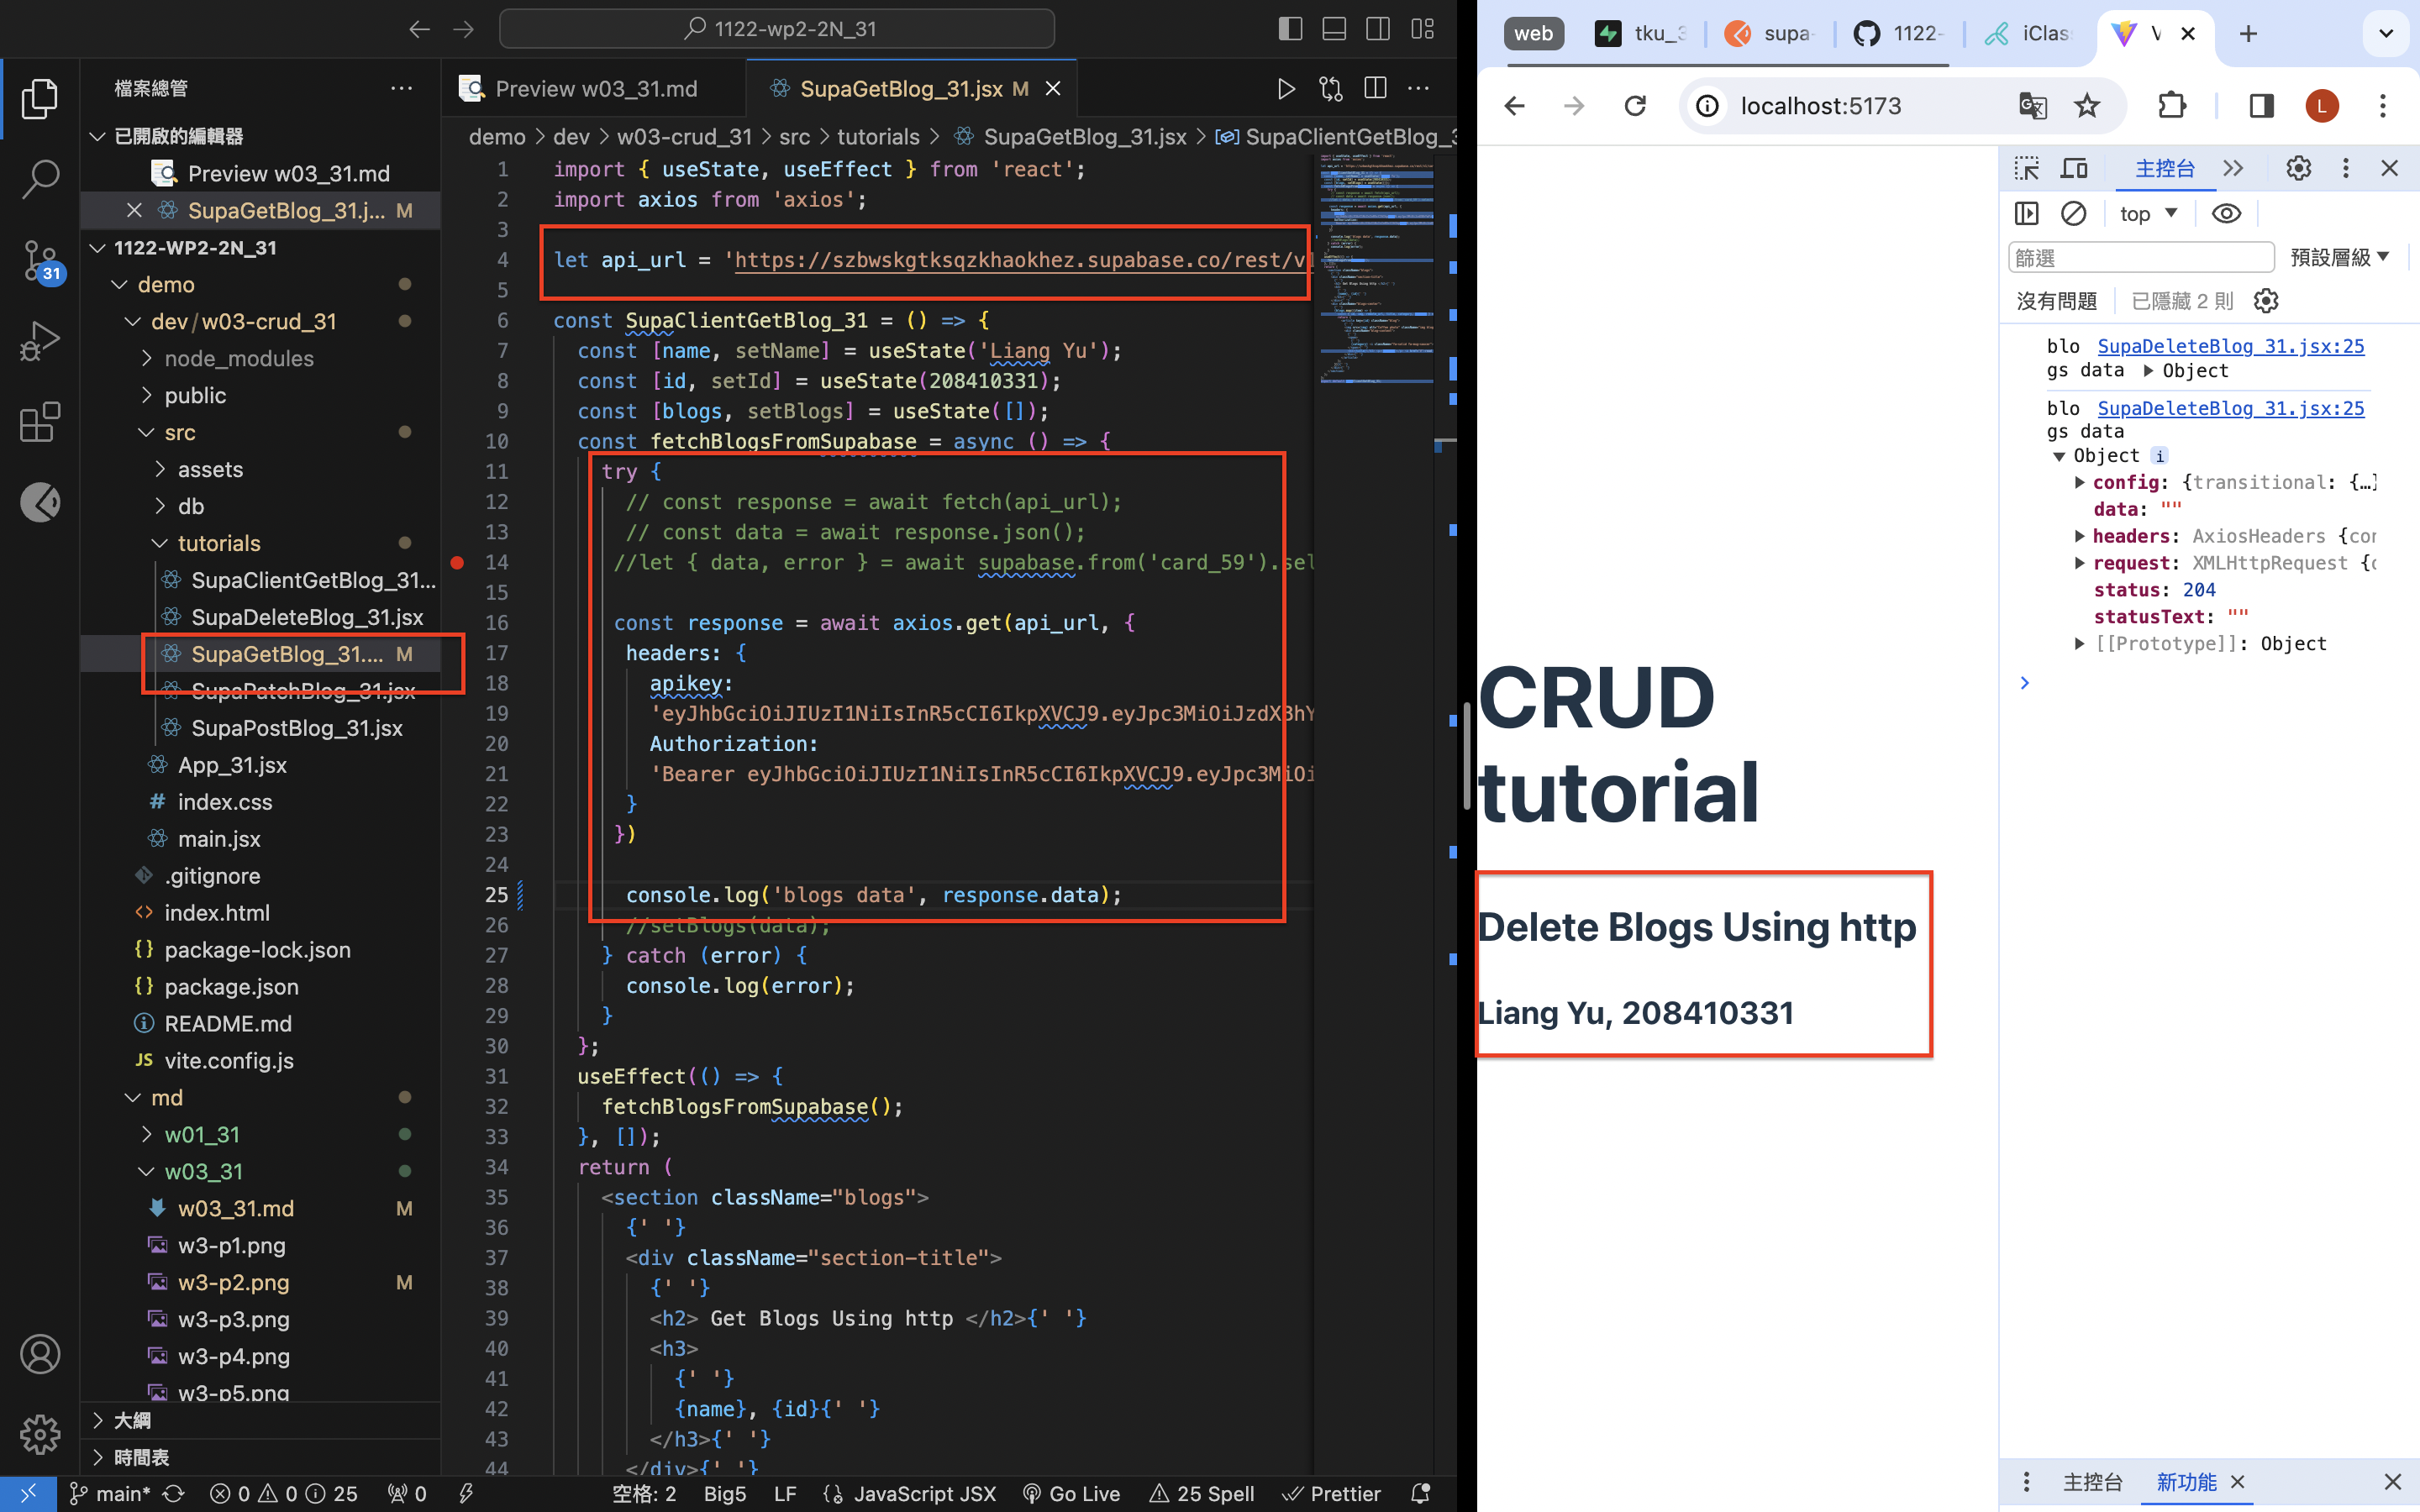 1122-wp2-2N_31
檔案總管
Preview w03_31.md
SupaGetBlog_31.jsx M
已開啟的編輯器
Preview w03_31.md
SupaGetBlog_31.j... M
1122-WP2-2N_31
demo
dev/w03-crud_31
node_modules
public
src
assets
db
tutorials
SupaClientGetBlog_31...
SupaDeleteBlog_31.jsx
SupaGetBlog_31.... M
SupaPatchBlog_31.jsx
SupaPostBlog_31.jsx
App_31.jsx
index.css
main.jsx
.gitignore
index.html
package-lock.json
package.json
README.md
vite.config.js
md
w01_31
w03_31
w03_31.md M
w3-p1.png
w3-p2.png M
w3-p3.png
w3-p4.png
w3-p5.png
大綱
時間表
31
demo > dev > w03-crud_31 > src > tutorials > SupaGetBlog_31.jsx > SupaClientGetBlog_3
1 import { useState, useEffect } from 'react';
2 import axios from 'axios';
3
4 let api_url = 'https://szbwskgtksqzkhaokhez.supabase.co/rest/v1
5
6 const SupaClientGetBlog_31 = () => {
7 const [name, setName] = useState('Liang Yu');
8 const [id, setId] = useState(208410331);
9 const [blogs, setBlogs] = useState([]);
10 const fetchBlogsFromSupabase = async () => {
11 try {
12 // const response = await fetch(api_url);
13 // const data = await response.json();
14 //let { data, error } = await supabase.from('card_59').sel
15
16 const response = await axios.get(api_url, {
17 headers: {
18 apikey:
19 'eyJhbGciOiJIUzI1NiIsInR5cCI6IkpXVCJ9.eyJpc3MiOiJzdXBhY
20 Authorization:
21 'Bearer eyJhbGciOiJIUzI1NiIsInR5cCI6IkpXVCJ9.eyJpc3MiOi
22 }
23 })
24
25 console.log('blogs data', response.data);
26 //setBlogs(data);
27 } catch (error) {
28 console.log(error);
29 }
30 };
31 useEffect(() => {
32 fetchBlogsFromSupabase();
33 }, []);
34 return (
35 <section className="blogs">
36 {' '}
37 <div className="section-title">
38 {' '}
39 <h2> Get Blogs Using http </h2>{' '}
40 <h3>
41 {' '}
42 {name}, {id}{' '}
43 </h3>{' '}
44 </div>{' '}
main* 0 0 25 0 空格: 2 Big5 LF JavaScript JSX Go Live 25 Spell Prettier
web tku_3 supa- 1122- iClas V
localhost:5173 L
CRUD
tutorial
Delete Blogs Using http
Liang Yu, 208410331
主控台
top
篩選 預設層級
沒有問題 已隱藏 2 則
blo SupaDeleteBlog_31.jsx:25
gs data Object
blo SupaDeleteBlog_31.jsx:25
gs data
Object i
config: {transitional: {…}
data: ""
headers: AxiosHeaders {con
request: XMLHttpRequest {o
status: 204
statusText: ""
[[Prototype]]: Object
主控台 新功能